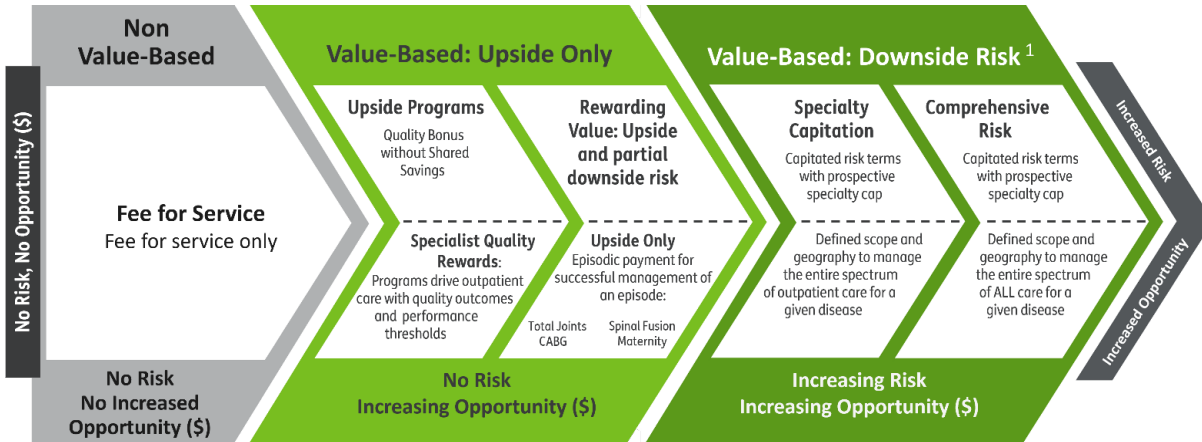 No Risk, No Opportunity ($)
Non
Value-Based
Fee for Service
Fee for service only
No Risk
No Increased
Opportunity ($)
Value-Based: Upside Only
Upside Programs
Quality Bonus
without Shared
Savings
Specialist Quality
Rewards:
Programs drive outpatient
care with quality outcomes
and performance
thresholds
Rewarding
Value: Upside
and partial
downside risk
Upside Only
Episodic payment for
successful management of
an episode:
Total Joints
CABG
Spinal Fusion
Maternity
No Risk
Increasing Opportunity ($)
Value-Based: Downside Risk 1
Specialty
Capitation
Capitated risk terms
with prospective
specialty cap
Defined scope and
geography to manage
the entire spectrum
of outpatient care for a
given disease
Comprehensive
Risk
Capitated risk terms
with prospective
specialty cap
Defined scope and
geography to manage
the entire spectrum
of ALL care for a
given disease
Increasing Risk
Increasing Opportunity ($)
Increased Risk
Increased Opportunity